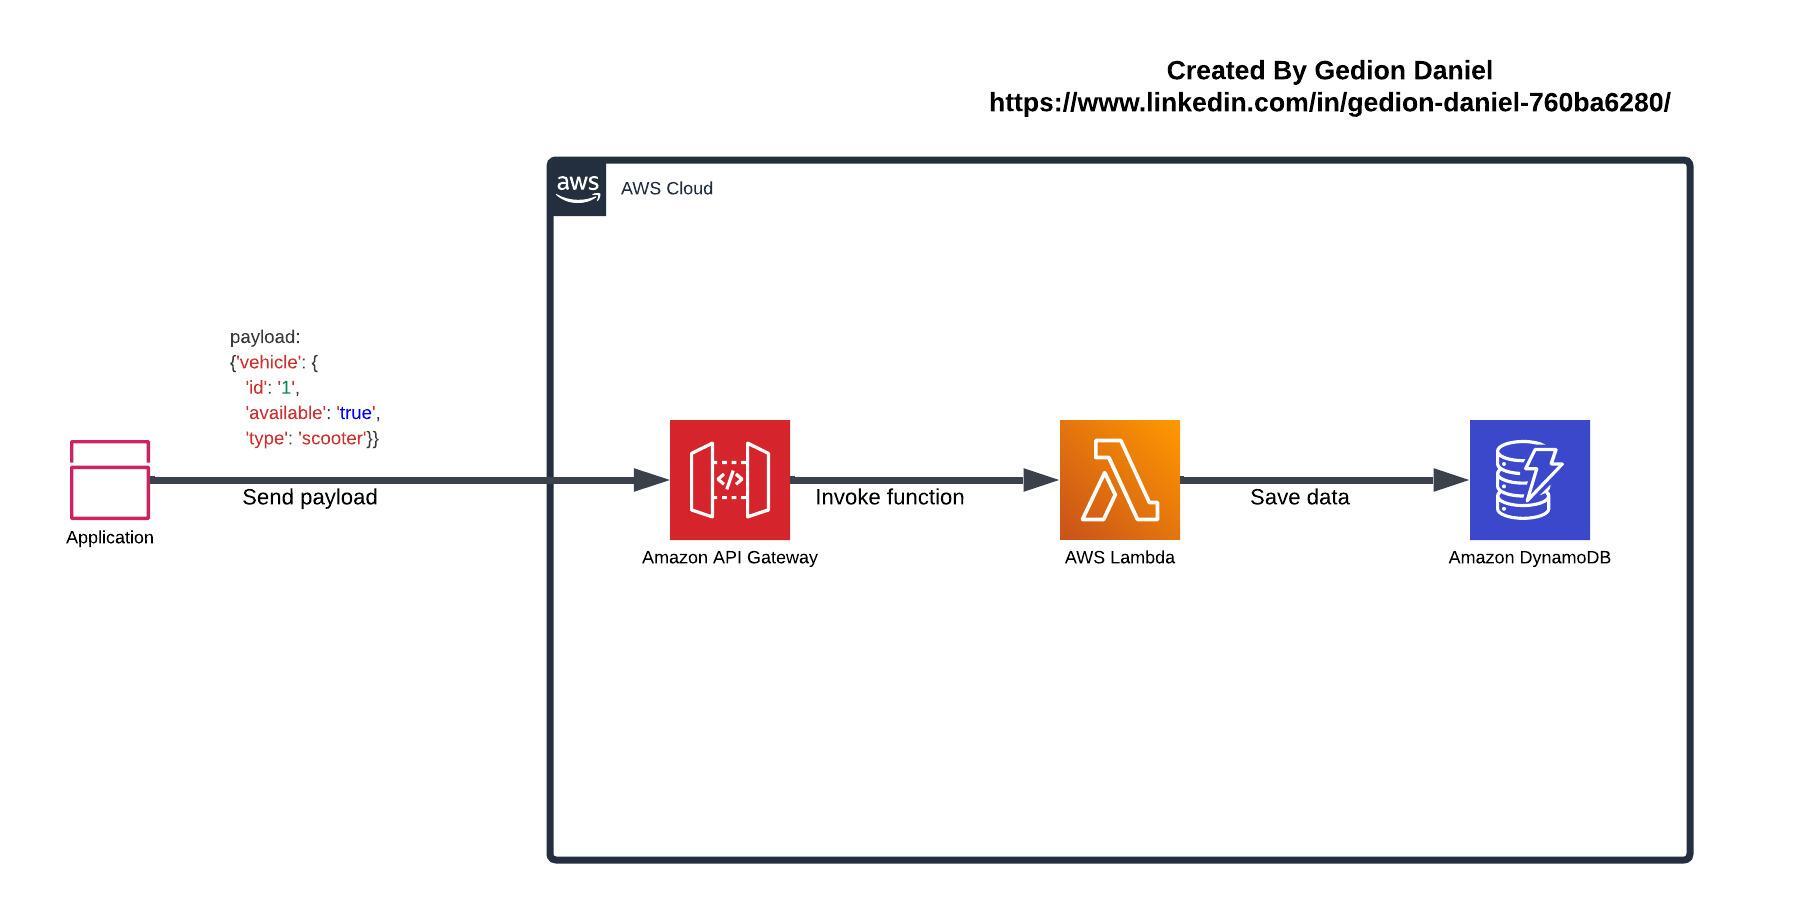 Created By Gedion Daniel
https://www.linkedin.com/in/gedion-daniel-760ba6280/
aws
AWS Cloud
payload:
{'vehicle': {
'id': '1',
'available': 'true',
'type': 'scooter'}}
Send payload
Invoke function
Save data
Application
Amazon API Gateway
AWS Lambda
Amazon DynamoDB